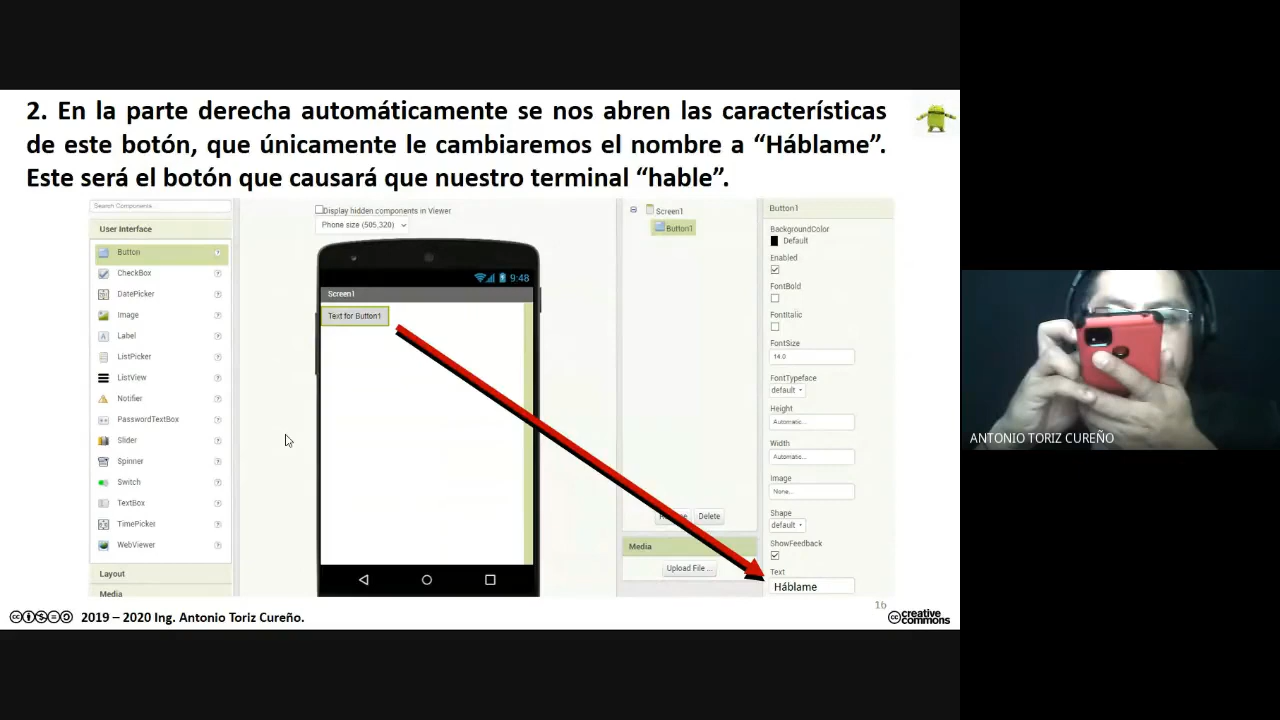 2. En la parte derecha automáticamente se nos abren las características
de este botón, que únicamente le cambiaremos el nombre a “Háblame”.
Este será el botón que causará que nuestro terminal “hable”.
Search Components...
User Interface
Button
CheckBox
DatePicker
Image
Label
ListPicker
ListView
Notifier
PasswordTextBox
Slider
Spinner
Switch
TextBox
TimePicker
WebViewer
Layout
Media
Display hidden components in Viewer
Phone size (505,320)
9:48
Screen1
Text for Button1
Screen1
Button1
Delete
Media
Upload File ...
Button1
BackgroundColor
Default
Enabled
FontBold
FontItalic
FontSize
14.0
FontTypeface
default
Height
Automatic...
Width
Automatic...
Image
None...
Shape
default
ShowFeedback
Text
Háblame
16
2019 – 2020 Ing. Antonio Toriz Cureño.
cc creative
commons
ANTONIO TORIZ CUREÑO